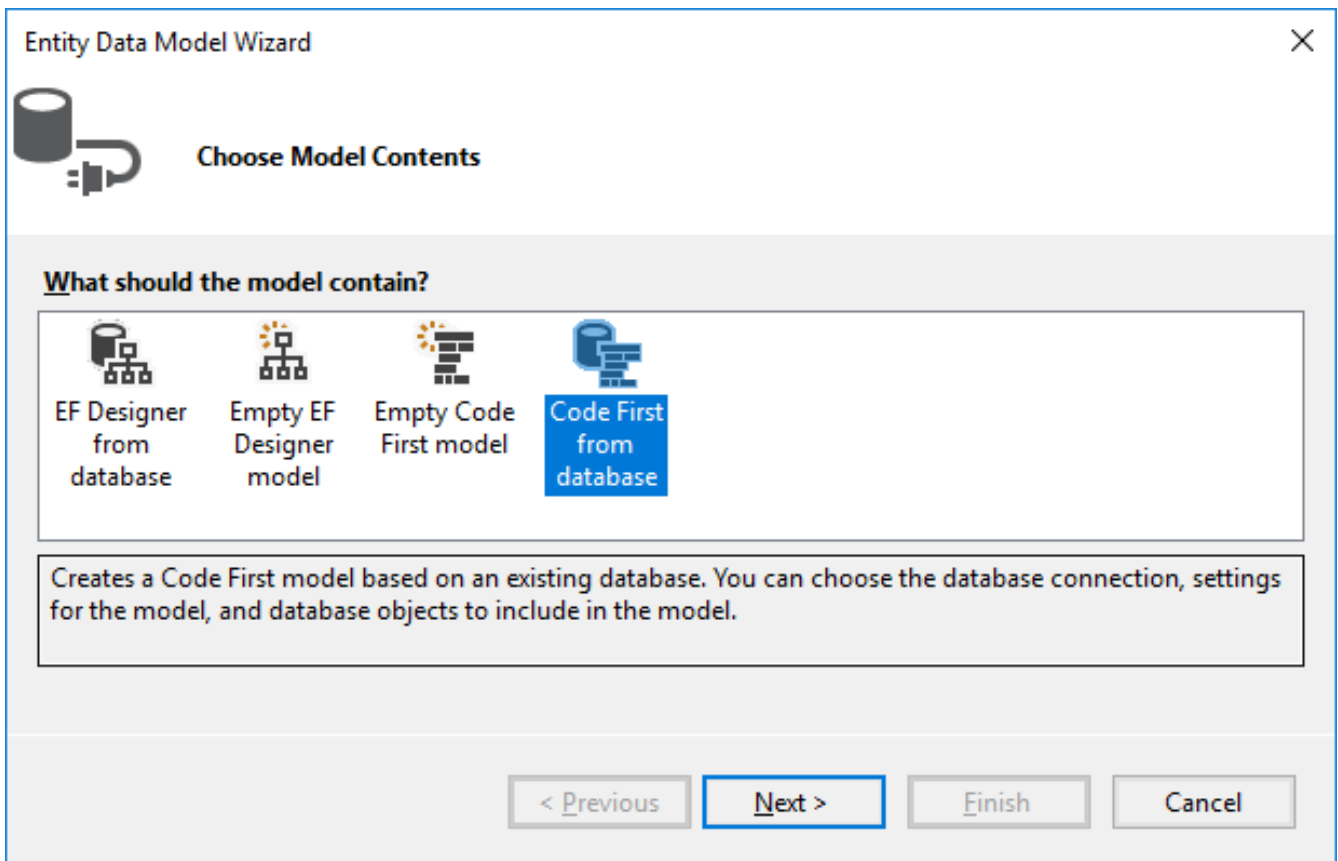 Entity Data Model Wizard
Choose Model Contents
What should the model contain?
EF Designer
from
database
Empty EF
Designer
model
Empty Code
First model
Code First
from
database
Creates a Code First model based on an existing database. You can choose the database connection, settings
for the model, and database objects to include in the model.
< Previous
Next >
Finish
Cancel